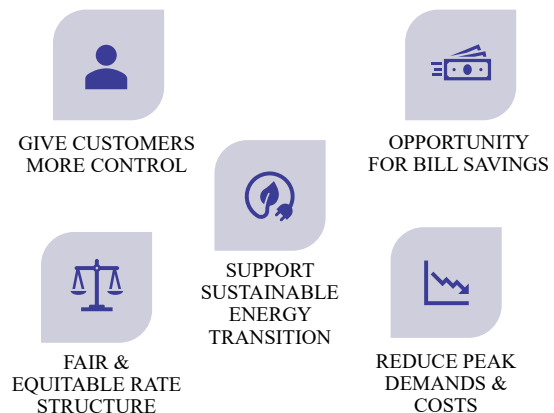 GIVE CUSTOMERS
MORE CONTROL
OPPORTUNITY
FOR BILL SAVINGS
SUPPORT
SUSTAINABLE
ENERGY
TRANSITION
FAIR &
EQUITABLE RATE
STRUCTURE
REDUCE PEAK
DEMANDS &
COSTS